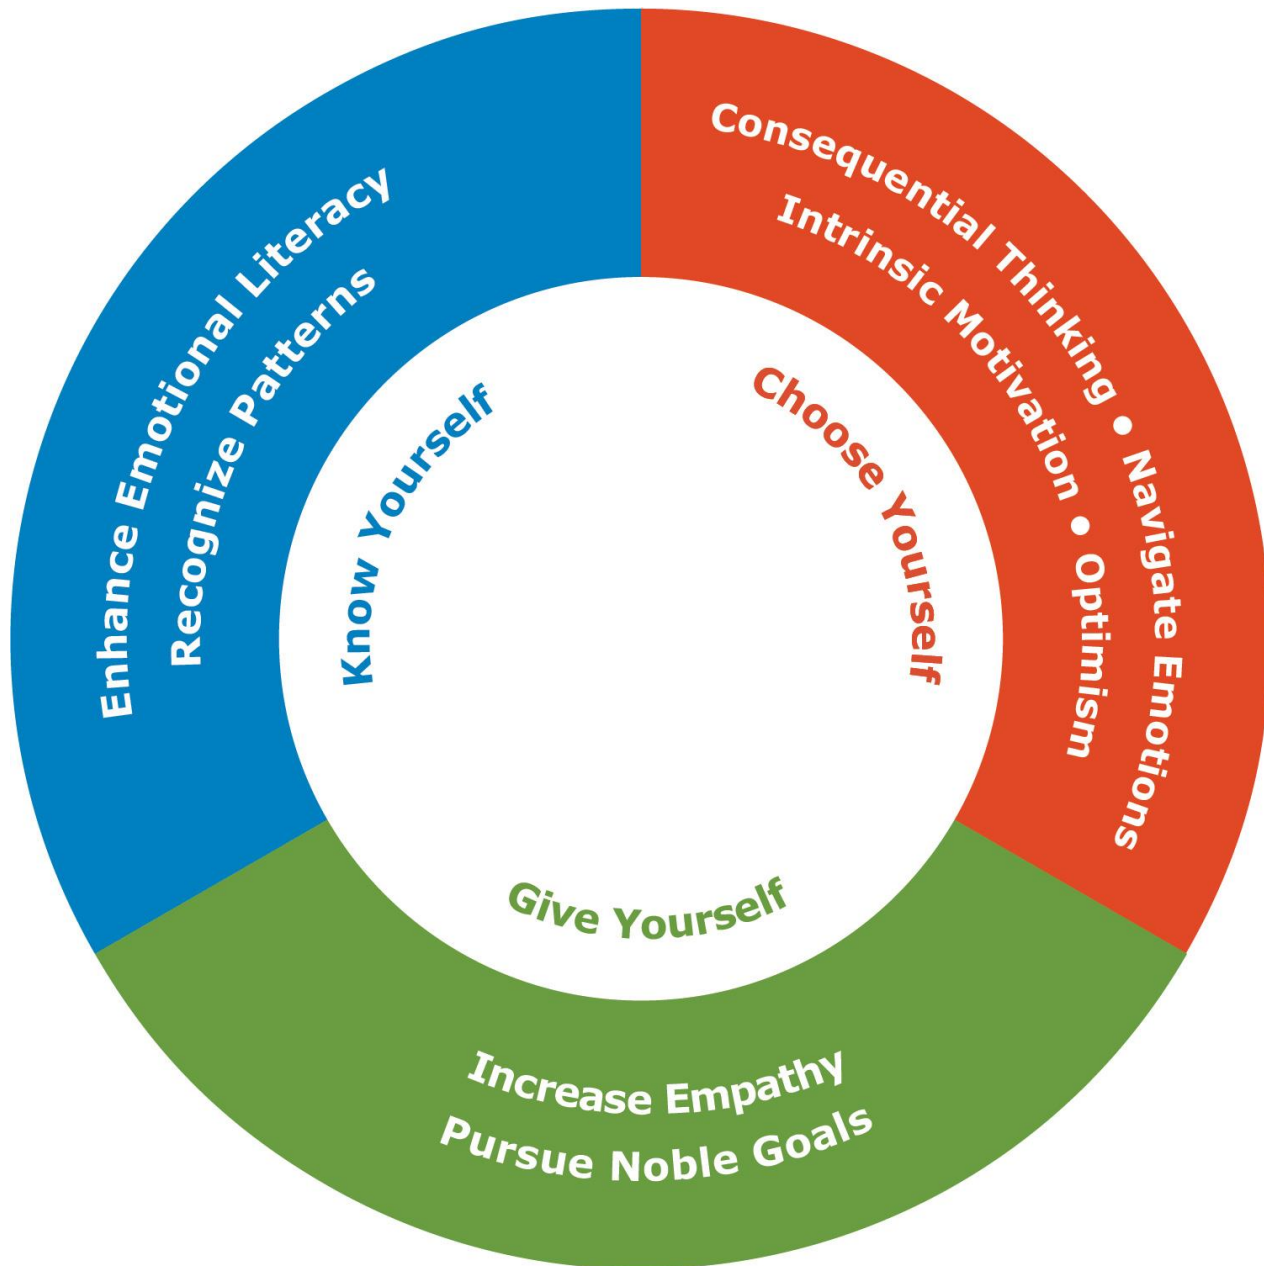 Enhance Emotional Literacy
Recognize Patterns
Know Yourself
Consequential Thinking • Navigate Emotions
Intrinsic Motivation • Optimism
Choose Yourself
Give Yourself
Increase Empathy
Pursue Noble Goals